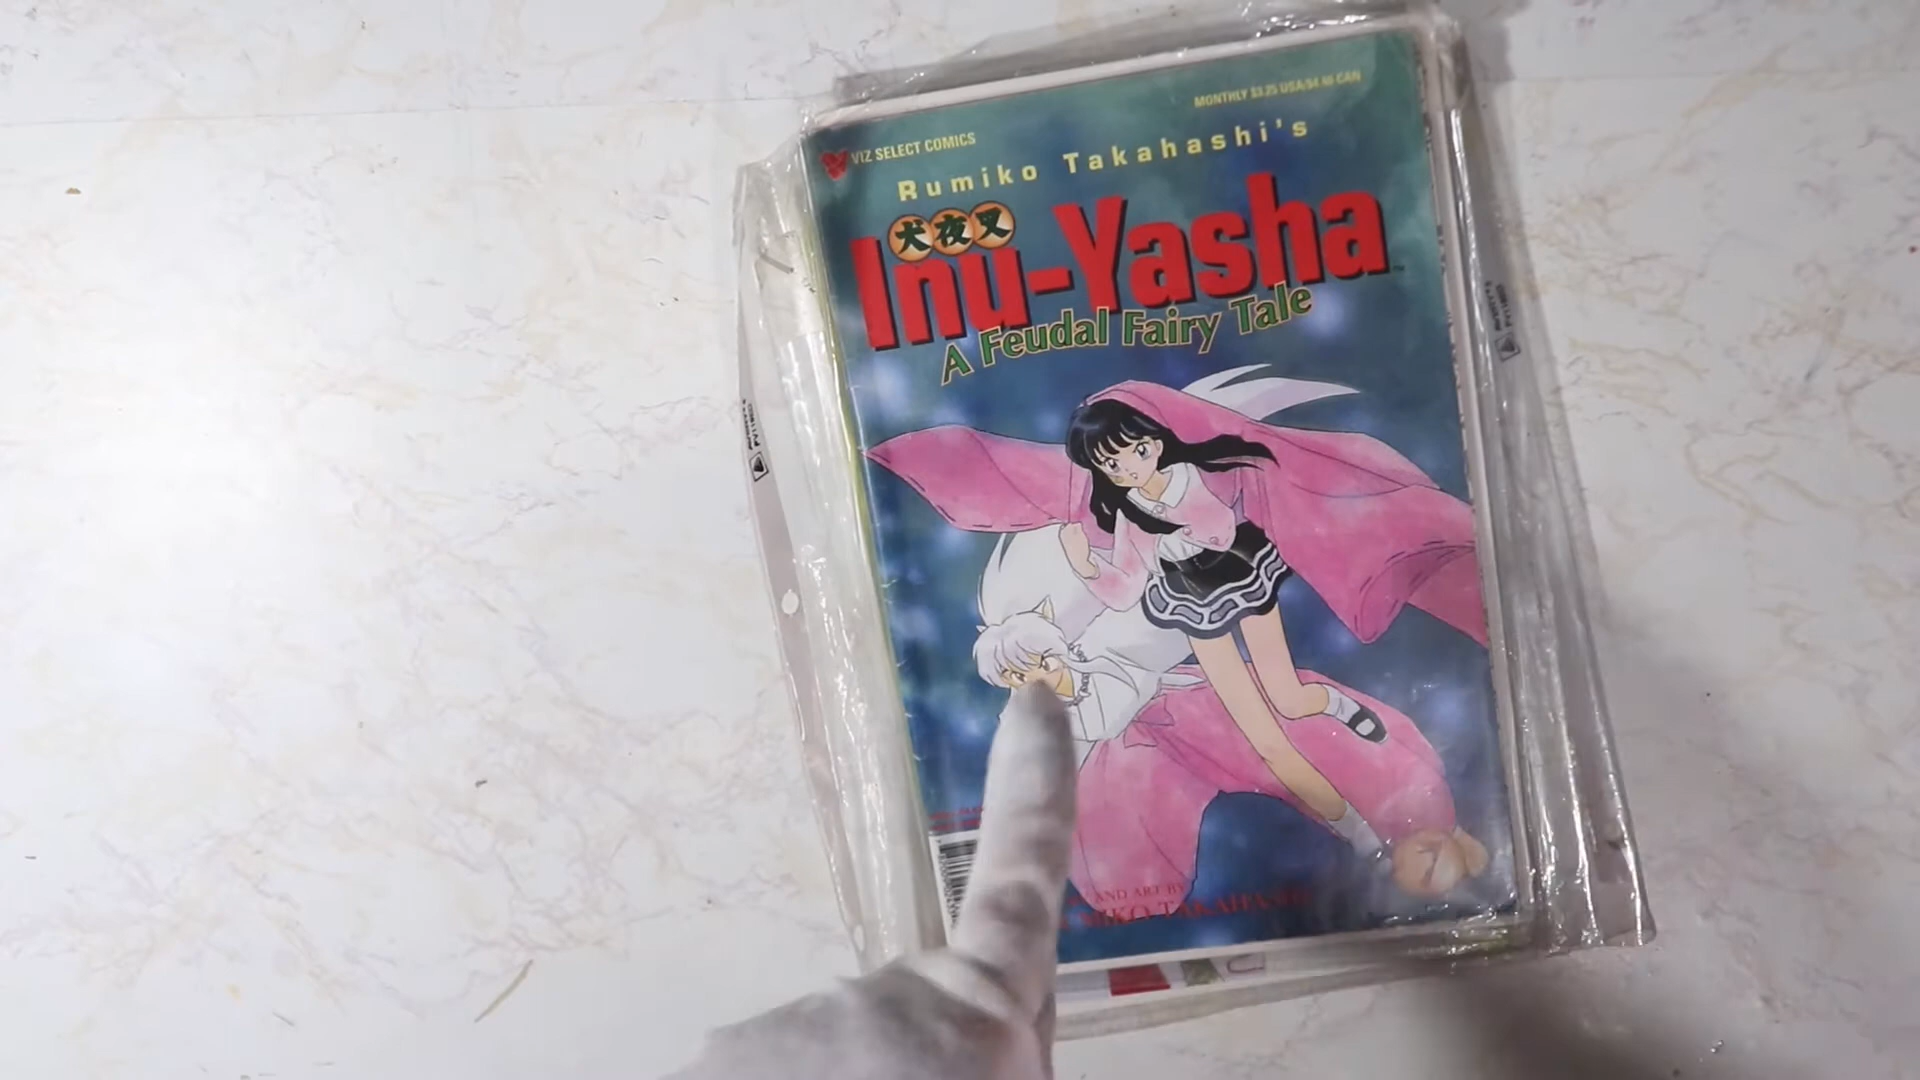 MONTHLY $3.25 USA/$4.40 CAN
VIZ SELECT COMICS
Rumiko Takahashi's
犬夜叉
Inu-Yasha
A Feudal Fairy Tale
AND ART BY
TAKAHASHI